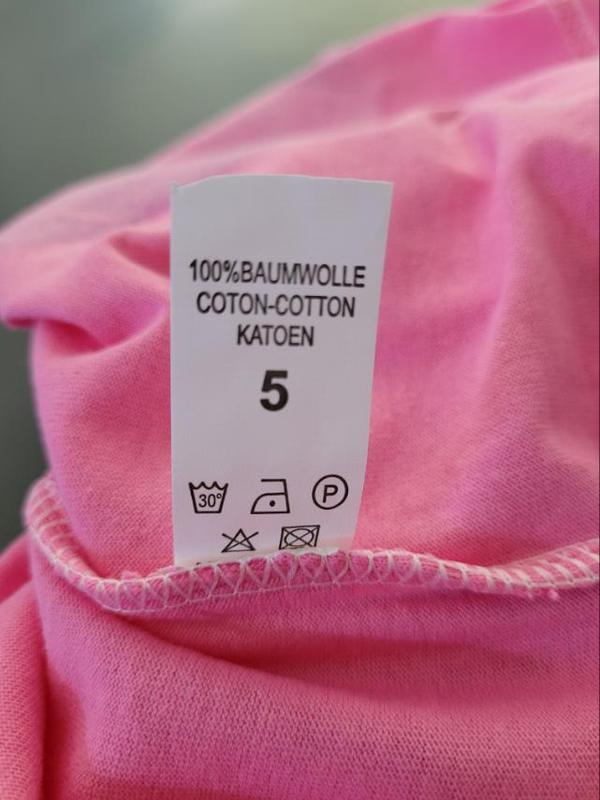 100%BAUMWOLLE
COTON-COTTON
KATOEN
5
30° P